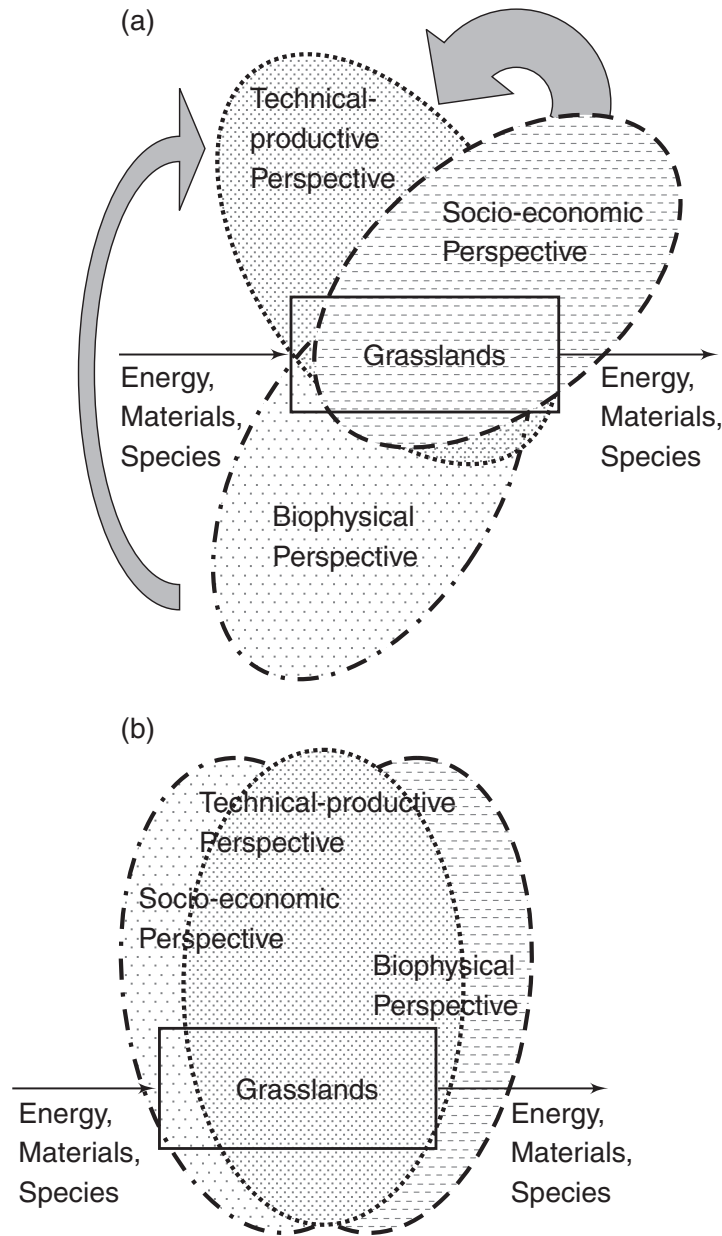 (a)
Technical-
productive
Perspective
Socio-economic
Perspective
Grasslands
Energy,
Materials,
Species
Energy,
Materials,
Species
Biophysical
Perspective
(b)
Technical-productive
Perspective
Socio-economic
Perspective
Biophysical
Perspective
Grasslands
Energy,
Materials,
Species
Energy,
Materials,
Species